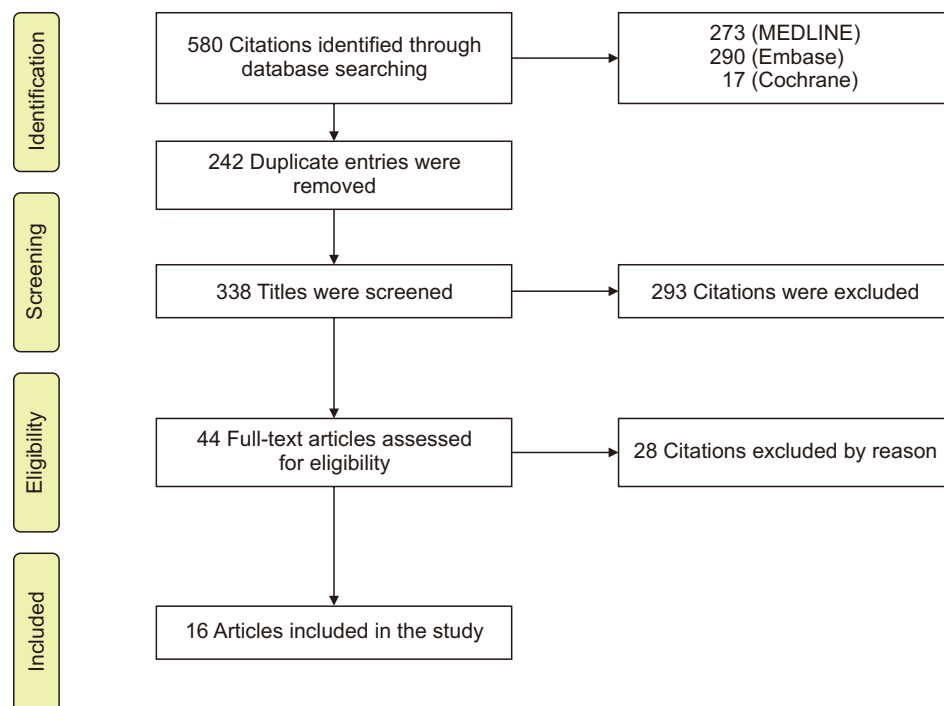 Identification
580 Citations identified through
database searching
273 (MEDLINE)
290 (Embase)
17 (Cochrane)
242 Duplicate entries were
removed
Screening
338 Titles were screened
293 Citations were excluded
Eligibility
44 Full-text articles assessed
for eligibility
28 Citations excluded by reason
Included
16 Articles included in the study